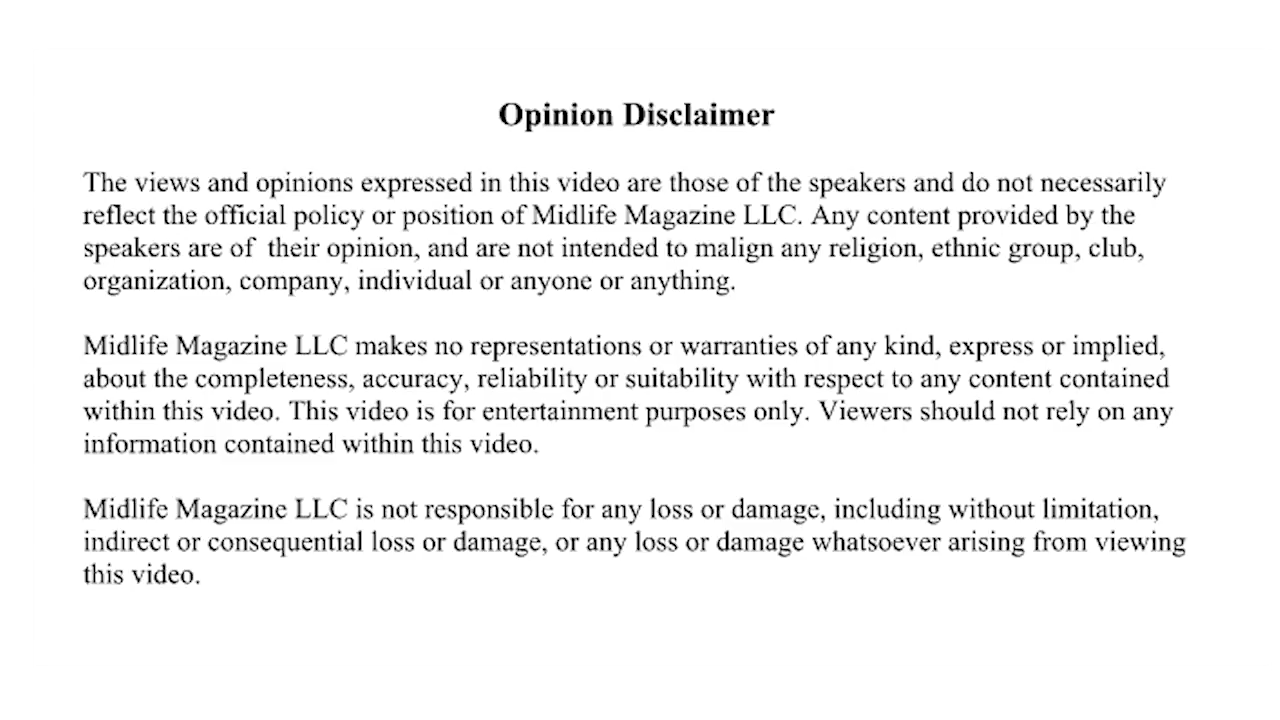 Opinion Disclaimer
The views and opinions expressed in this video are those of the speakers and do not necessarily
reflect the official policy or position of Midlife Magazine LLC. Any content provided by the
speakers are of  their opinion, and are not intended to malign any religion, ethnic group, club,
organization, company, individual or anyone or anything.
Midlife Magazine LLC makes no representations or warranties of any kind, express or implied,
about the completeness, accuracy, reliability or suitability with respect to any content contained
within this video. This video is for entertainment purposes only. Viewers should not rely on any
information contained within this video.
Midlife Magazine LLC is not responsible for any loss or damage, including without limitation,
indirect or consequential loss or damage, or any loss or damage whatsoever arising from viewing
this video.